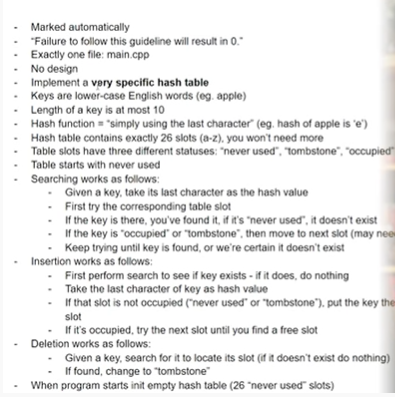 - Marked automatically
- "Failure to follow this guideline will result in 0."
- Exactly one file: main.cpp
- No design
- Implement a very specific hash table
- Keys are lower-case English words (eg. apple)
- Length of a key is at most 10
- Hash function = "simply using the last character" (eg. hash of apple is 'e')
- Hash table contains exactly 26 slots (a-z), you won't need more
- Table slots have three different statuses: "never used", "tombstone", "occupied"
- Table starts with never used
- Searching works as follows:
- Given a key, take its last character as the hash value
- First try the corresponding table slot
- If the key is there, you've found it, if it's "never used", it doesn't exist
- If the key is "occupied" or "tombstone", then move to next slot (may nee
- Keep trying until key is found, or we're certain it doesn't exist
- Insertion works as follows:
- First perform search to see if key exists - if it does, do nothing
- Take the last character of key as hash value
- If that slot is not occupied ("never used" or "tombstone"), put the key the
slot
- If it's occupied, try the next slot until you find a free slot
- Deletion works as follows:
- Given a key, search for it to locate its slot (if it doesn't exist do nothing)
- If found, change to "tombstone"
- When program starts init empty hash table (26 "never used" slots)